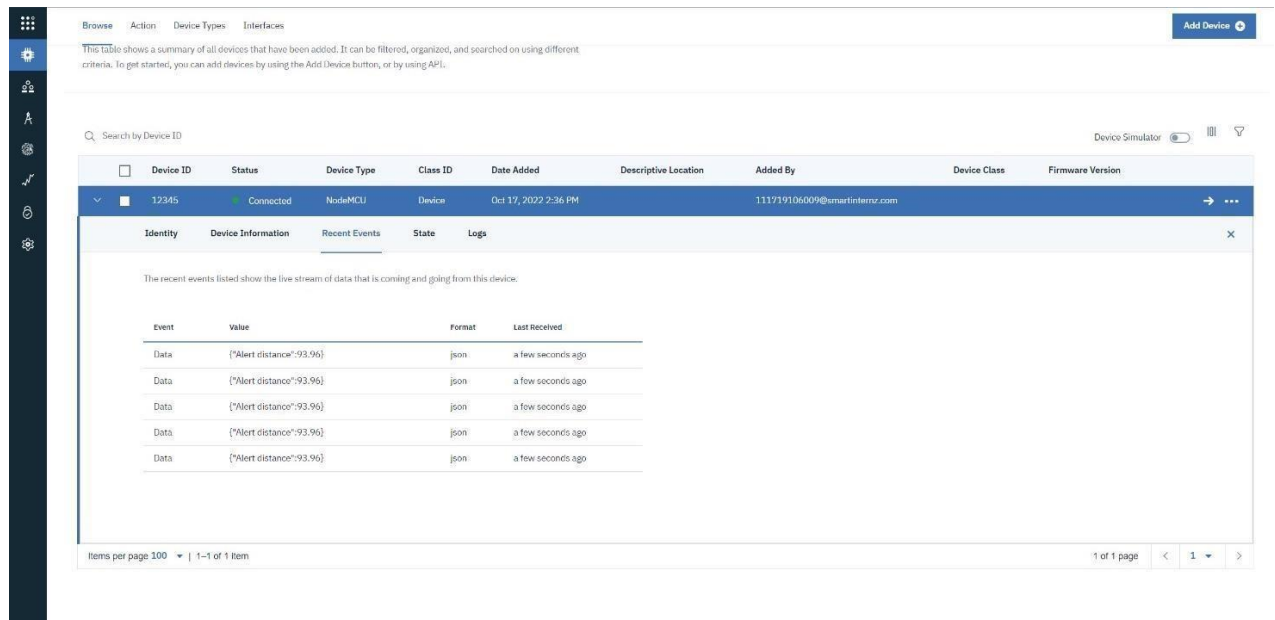 Browse Action Device Types Interfaces Add Device
This table shows a summary of all devices that have been added. It can be filtered, organized, and searched on using different
criteria. To get started, you can add devices by using the Add Device button, or by using API.
Search by Device ID Device Simulator
Device ID Status Device Type Class ID Date Added Descriptive Location Added By Device Class Firmware Version
12345 Connected NodeMCU Device Oct 17, 2022 2:36 PM 111719106009@smartinternz.com
Identity Device Information Recent Events State Logs
The recent events listed show the live stream of data that is coming and going from this device.
Event Value Format Last Received
Data {"Alert distance":93.96} json a few seconds ago
Data {"Alert distance":93.96} json a few seconds ago
Data {"Alert distance":93.96} json a few seconds ago
Data {"Alert distance":93.96} json a few seconds ago
Data {"Alert distance":93.96} json a few seconds ago
Items per page 100 | 1–1 of 1 item 1 of 1 page 1